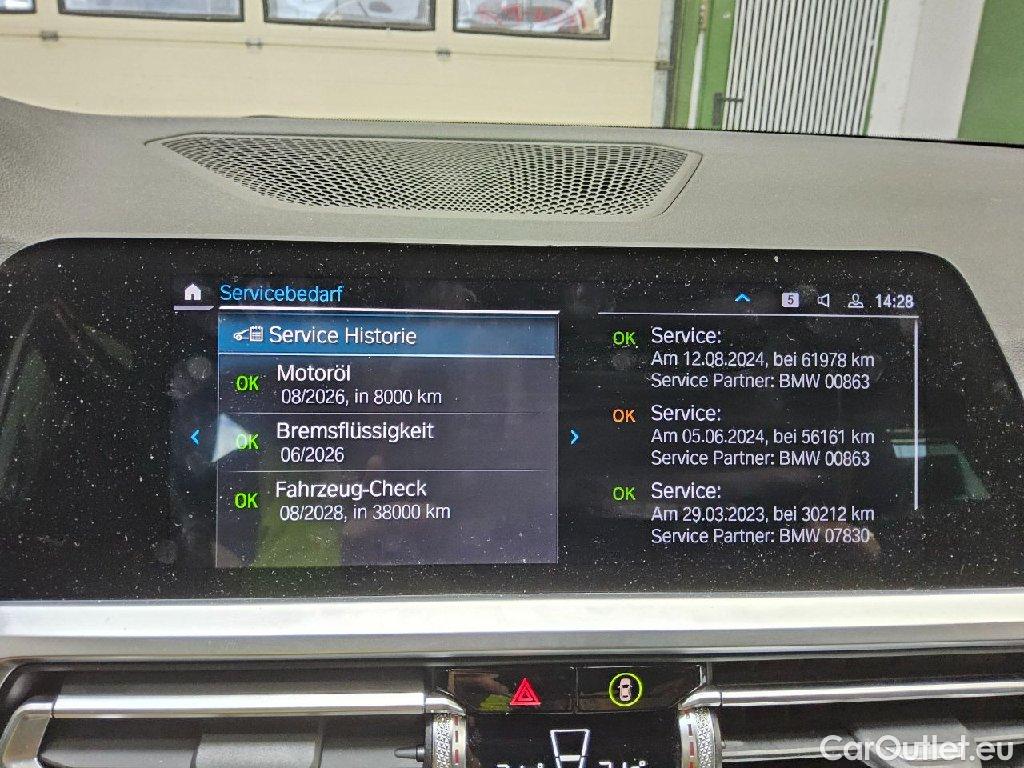 Servicebedarf
5
14:28
Service Historie
OK
Motoröl
08/2026, in 8000 km
OK
Bremsflüssigkeit
06/2026
OK
Fahrzeug-Check
08/2028, in 38000 km
OK
Service:
Am 12.08.2024, bei 61978 km
Service Partner: BMW 00863
OK
Service:
Am 05.06.2024, bei 56161 km
Service Partner: BMW 00863
OK
Service:
Am 29.03.2023, bei 30212 km
Service Partner: BMW 07830
CarOutlet.eu